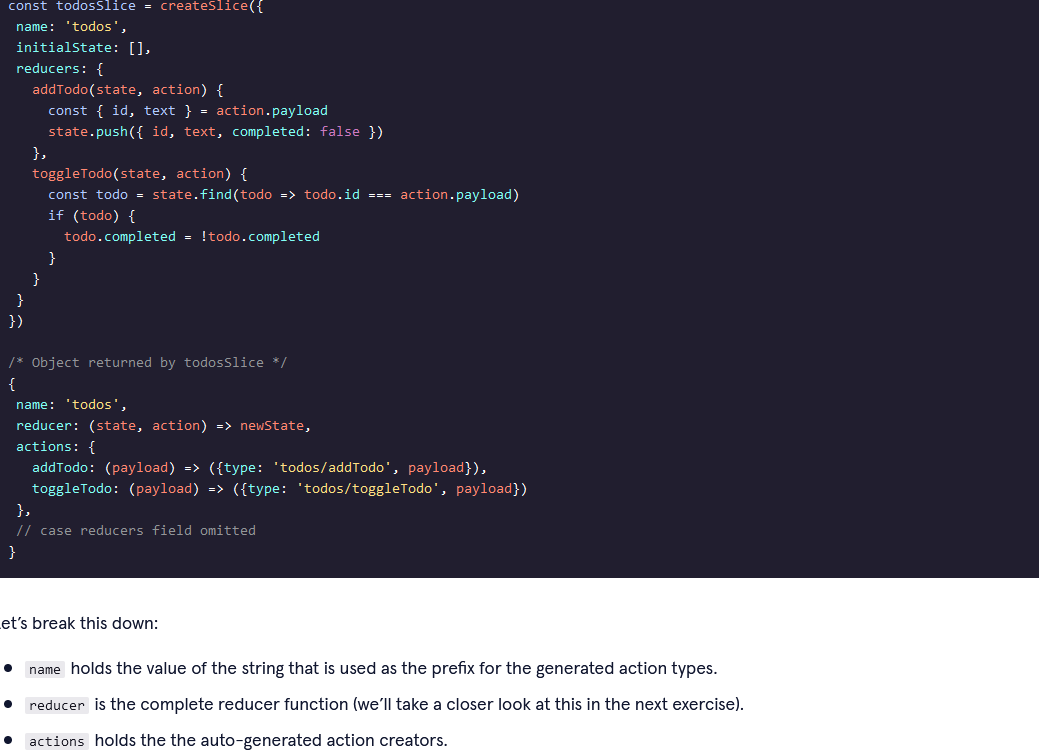 const todosSlice = createSlice({
 name: 'todos',
 initialState: [],
 reducers: {
   addTodo(state, action) {
     const { id, text } = action.payload
     state.push({ id, text, completed: false })
   },
   toggleTodo(state, action) {
     const todo = state.find(todo => todo.id === action.payload)
     if (todo) {
       todo.completed = !todo.completed
     }
   }
 }
})

/* Object returned by todosSlice */
{
 name: 'todos',
 reducer: (state, action) => newState,
 actions: {
   addTodo: (payload) => ({type: 'todos/addTodo', payload}),
   toggleTodo: (payload) => ({type: 'todos/toggleTodo', payload})
 },
 // case reducers field omitted
}
et’s break this down:
• name holds the value of the string that is used as the prefix for the generated action types.
• reducer is the complete reducer function (we’ll take a closer look at this in the next exercise).
• actions holds the the auto-generated action creators.